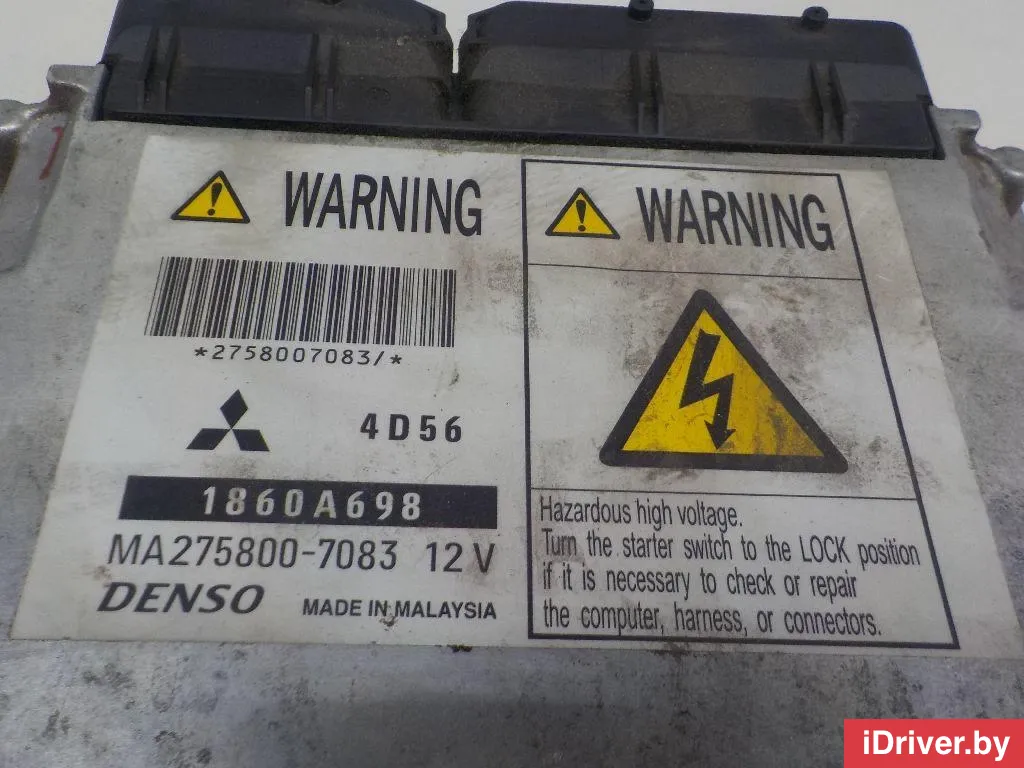 WARNING
*2758007083/*
4D56
1860A698
MA275800-7083 12V
DENSO MADE IN MALAYSIA
WARNING
Hazardous high voltage.
Turn the starter switch to the LOCK position
if it is necessary to check or repair
the computer, harness, or connectors.
1
iDriver.by